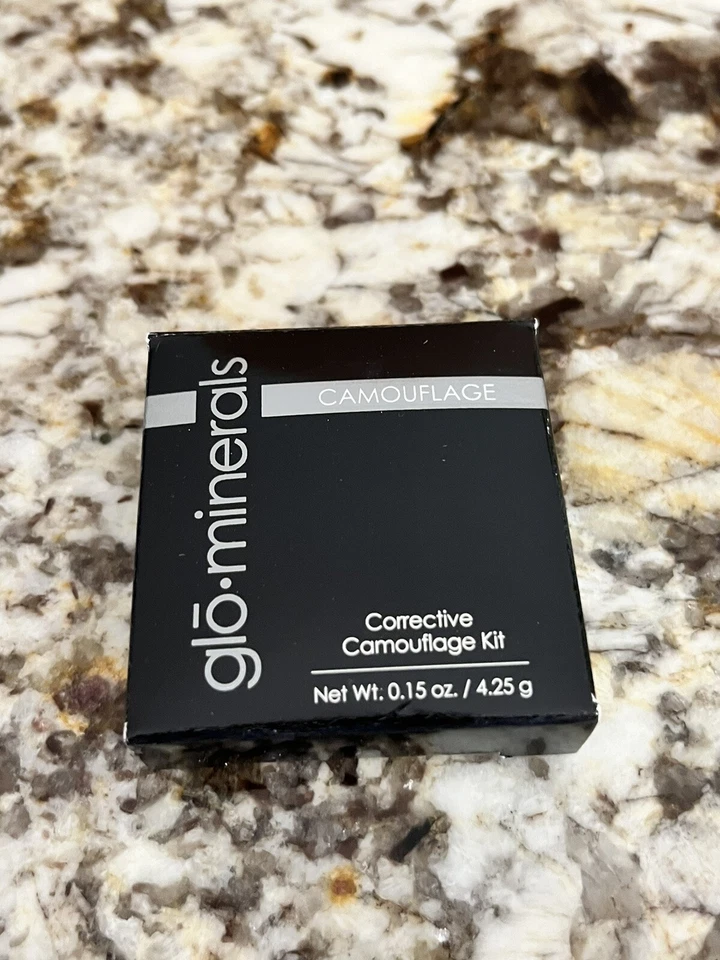 glō·minerals
CAMOUFLAGE
Corrective
Camouflage Kit
Net Wt. 0.15 oz. / 4.25 g